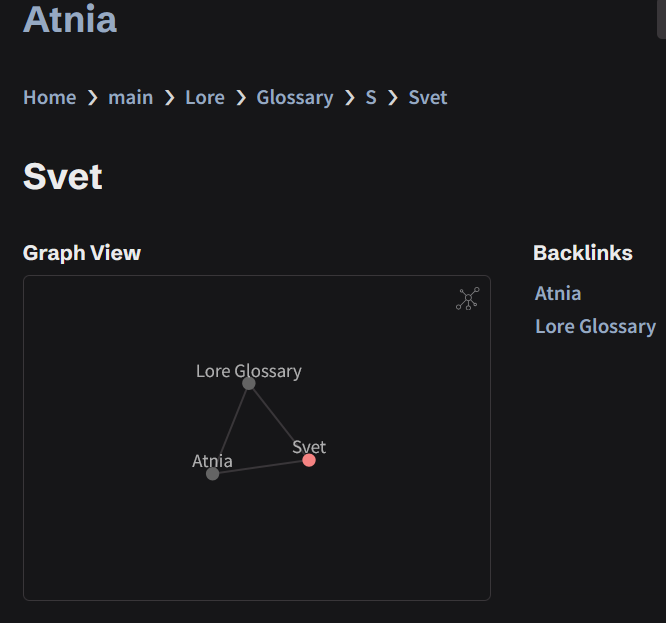 Atnia
Home ❯ main ❯ Lore ❯ Glossary ❯ S ❯ Svet
Svet
Graph View
Lore Glossary
Svet
Atnia
Backlinks
Atnia
Lore Glossary